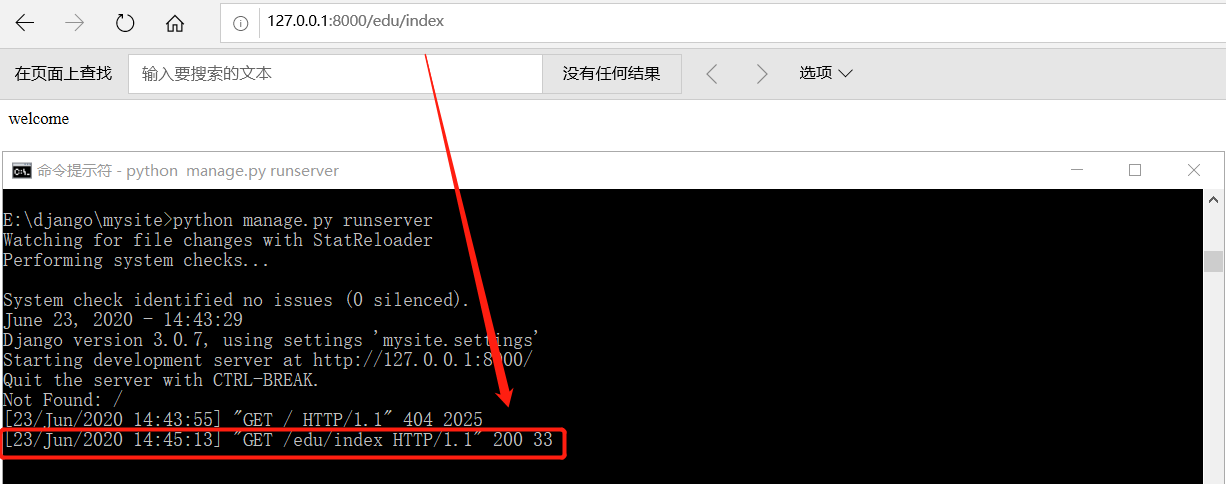 127.0.0.1:8000/edu/index
在页面上查找 输入要搜索的文本 没有任何结果 选项
welcome
命令提示符 - python  manage.py runserver
E:\django\mysite>python manage.py runserver
Watching for file changes with StatReloader
Performing system checks...
System check identified no issues (0 silenced).
June 23, 2020 - 14:43:29
Django version 3.0.7, using settings 'mysite.settings'
Starting development server at http://127.0.0.1:8000/
Quit the server with CTRL-BREAK.
Not Found: /
[23/Jun/2020 14:43:55] "GET / HTTP/1.1" 404 2025
[23/Jun/2020 14:45:13] "GET /edu/index HTTP/1.1" 200 33